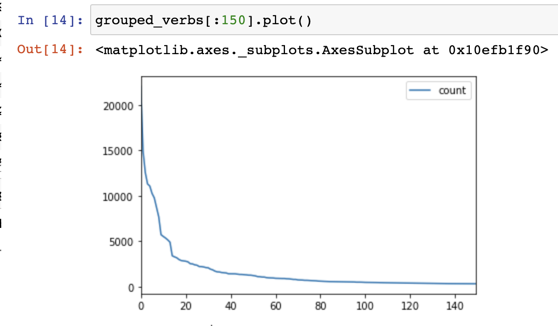 In [14]: grouped_verbs[:150].plot()
Out[14]: <matplotlib.axes._subplots.AxesSubplot at 0x10efb1f90>
count
20000
15000
10000
5000
0
0 20 40 60 80 100 120 140